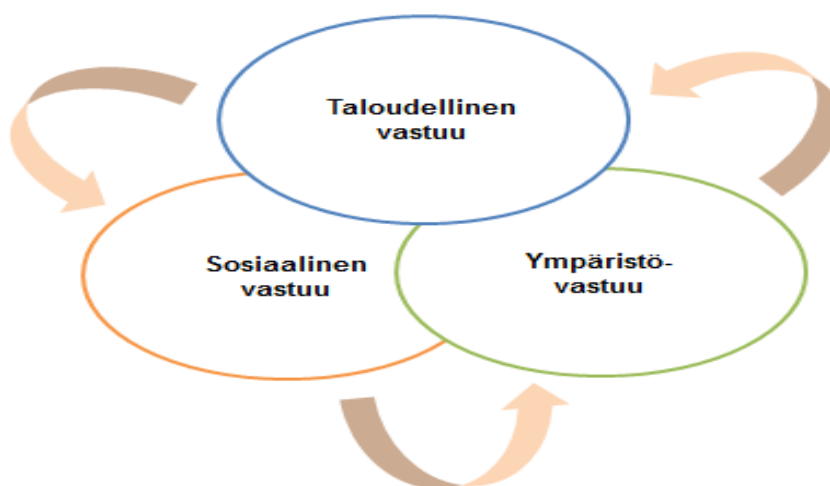 Taloudellinen
vastuu
Sosiaalinen
vastuu
Ympäristö-
vastuu